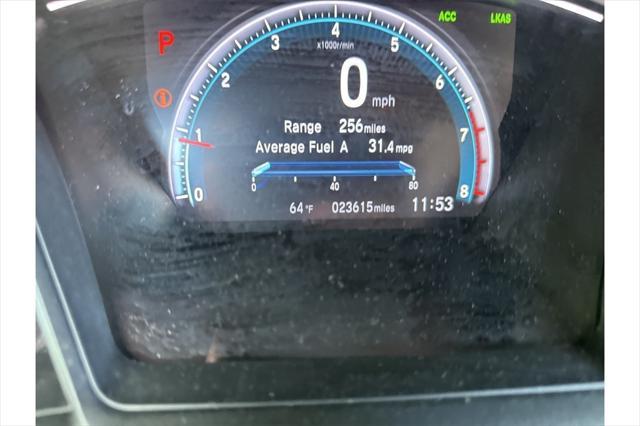 ACC LKAS
P
0 1 2 3 4 5 6 7 8
x1000r/min
0 mph
i
Range 256miles
Average Fuel A 31.4mpg
0 40 80
64°F 023615miles 11:53